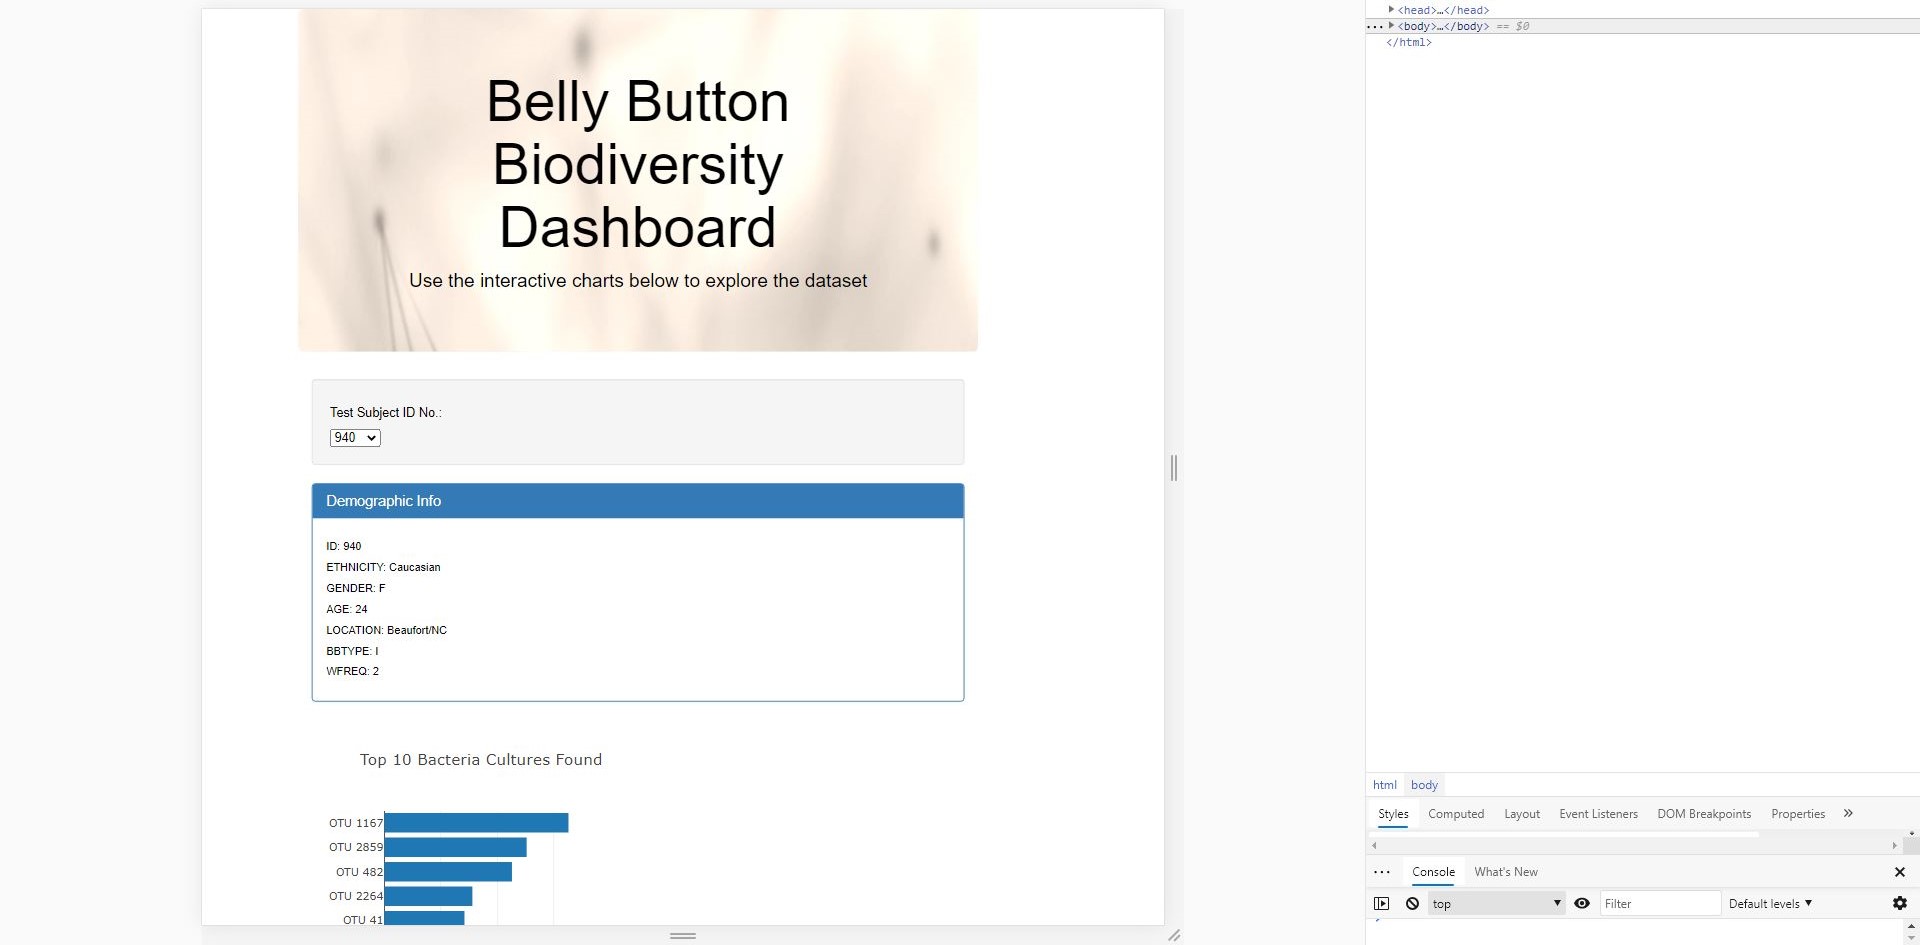 Belly Button
Biodiversity
Dashboard
Use the interactive charts below to explore the dataset
Test Subject ID No.:
940
Demographic Info
ID: 940
ETHNICITY: Caucasian
GENDER: F
AGE: 24
LOCATION: Beaufort/NC
BBTYPE: I
WFREQ: 2
Top 10 Bacteria Cultures Found
OTU 1167
OTU 2859
OTU 482
OTU 2264
OTU 41
<head>…</head>
<body>…</body> == $0
</html>
html body
Styles Computed Layout Event Listeners DOM Breakpoints Properties
Console What's New
top Filter Default levels